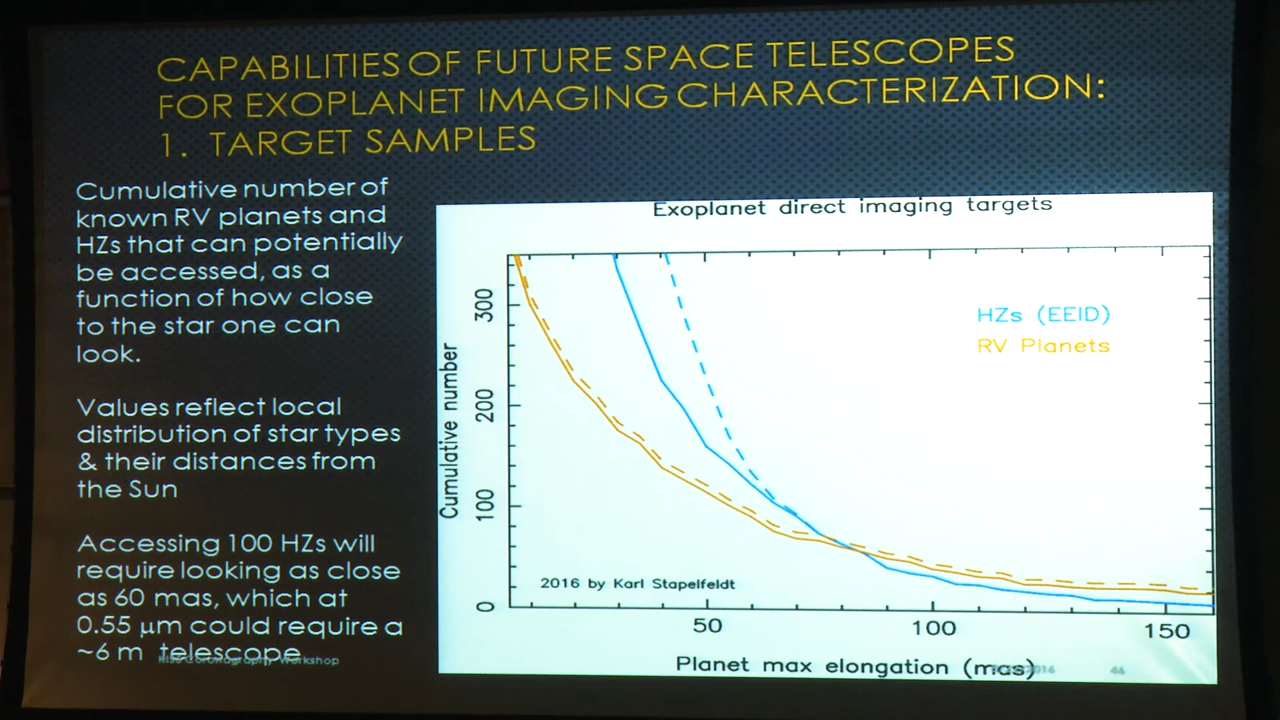 CAPABILITIES OF FUTURE SPACE TELESCOPES
FOR EXOPLANET IMAGING CHARACTERIZATION:
1. TARGET SAMPLES
Cumulative number of
known RV planets and
HZs that can potentially
be accessed, as a
function of how close
to the star one can
look.
Values reflect local
distribution of star types
& their distances from
the Sun
Accessing 100 HZs will
require looking as close
as 60 mas, which at
0.55 μm could require a
~6 m telescope
Workshop
Exoplanet direct imaging targets
Cumulative number
300
200
100
0
HZs (EEID)
RV Planets
2016 by Karl Stapelfeldt
50
100
150
Planet max elongation (mas)
2016
46